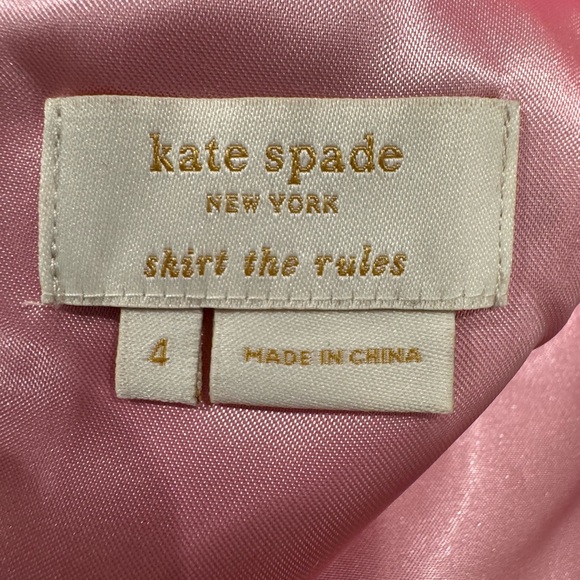 kate spade
NEW YORK
skirt the rules
4
MADE IN CHINA